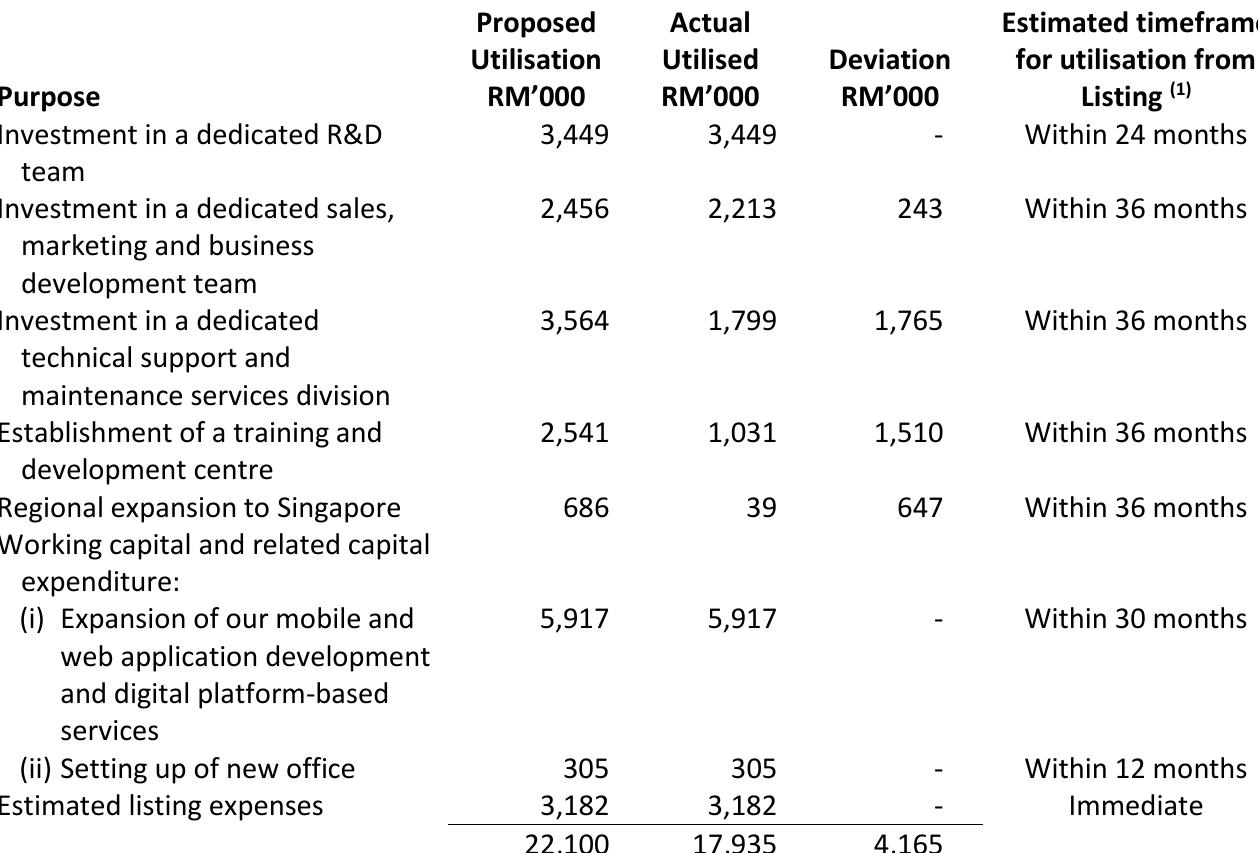 Proposed Actual Estimated timeframe
Utilisation Utilised Deviation for utilisation from
Purpose RM’000 RM’000 RM’000 Listing (1)
Investment in a dedicated R&D 3,449 3,449 - Within 24 months
team
Investment in a dedicated sales, 2,456 2,213 243 Within 36 months
marketing and business
development team
Investment in a dedicated 3,564 1,799 1,765 Within 36 months
technical support and
maintenance services division
Establishment of a training and 2,541 1,031 1,510 Within 36 months
development centre
Regional expansion to Singapore 686 39 647 Within 36 months
Working capital and related capital
expenditure:
(i) Expansion of our mobile and 5,917 5,917 - Within 30 months
web application development
and digital platform-based
services
(ii) Setting up of new office 305 305 - Within 12 months
Estimated listing expenses 3,182 3,182 - Immediate
22,100 17,935 4,165